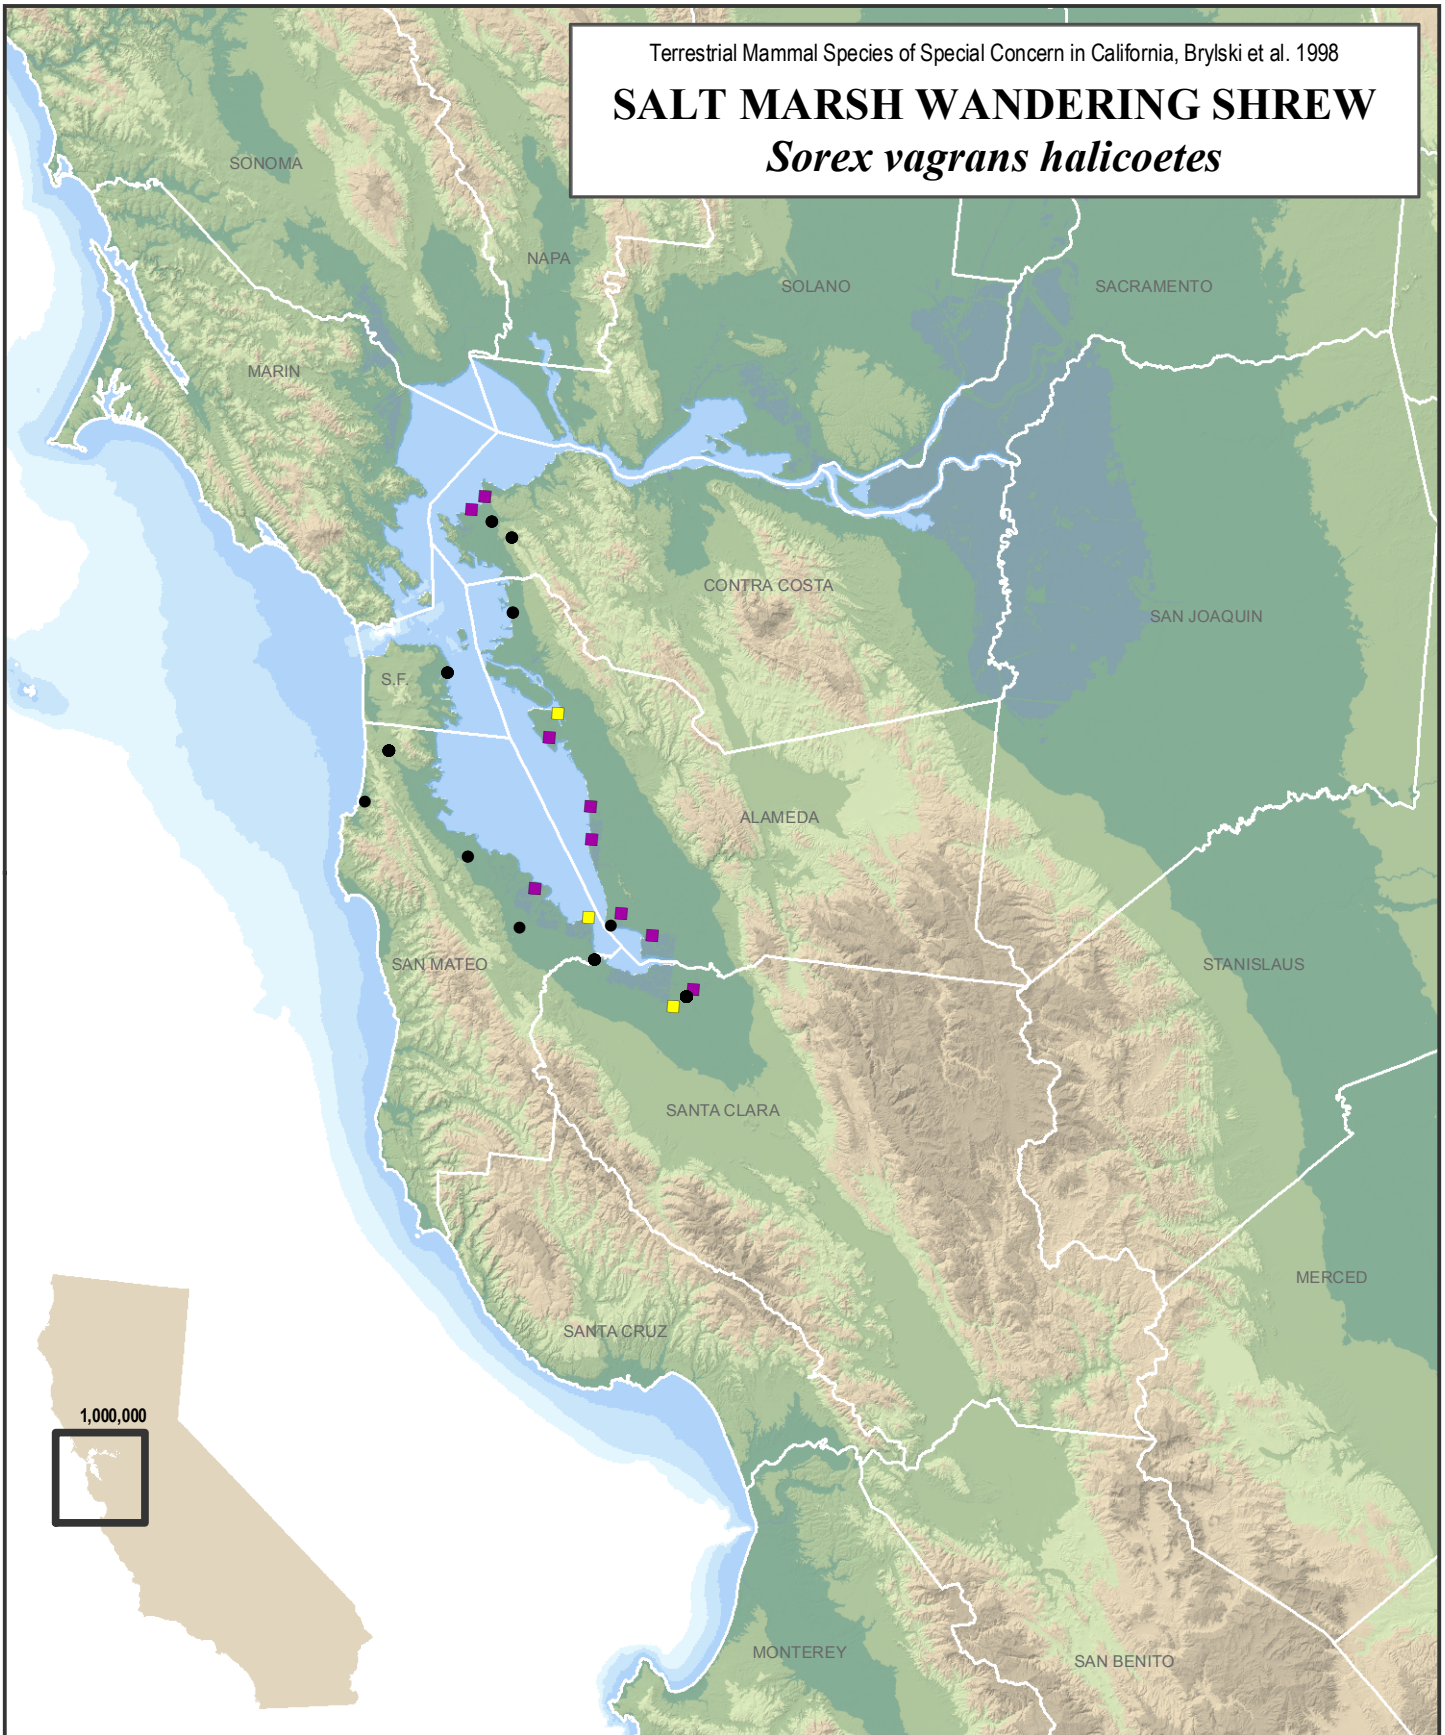 Terrestrial Mammal Species of Special Concern in California, Brylski et al. 1998
SALT MARSH WANDERING SHREW
Sorex vagrans halicoetes
SONOMA
NAPA
SOLANO
SACRAMENTO
MARIN
CONTRA COSTA
SAN JOAQUIN
S.F.
ALAMEDA
SAN MATEO
STANISLAUS
SANTA CLARA
MERCED
SANTA CRUZ
1,000,000
MONTEREY
SAN BENITO